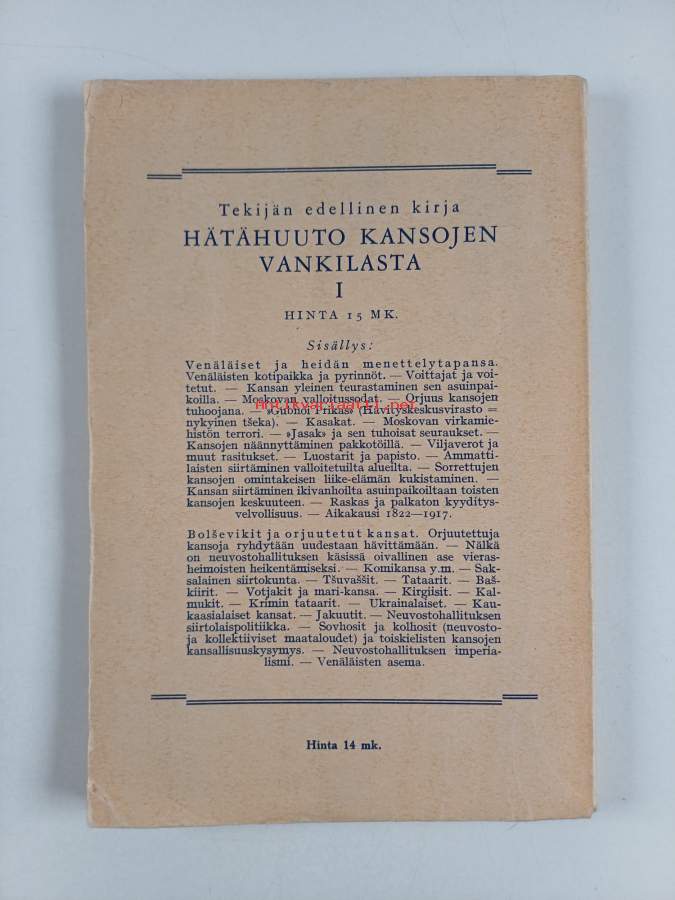 Tekijän edellinen kirja
HÄTÄHUUTO KANSOJEN
VANKILASTA
I
HINTA 15 MK.
Sisällys:
Venäläiset ja heidän menettelytapansa.
Venäläisten kotipaikka ja pyrinnöt. — Voittajat ja voi-
tetut. — Kansan yleinen teurastaminen sen asuinpai-
koilla. — Moskovan valloitussodat. — Orjuus kansojen
tuhoojana. — »Gubnoi Prikas» (Hävityskeskusvirasto =
nykyinen tšeka). — Kasakat. — Moskovan virkamie-
histön terrori. — »Jasak» ja sen tuhoisat seuraukset. —
Kansojen näännyttäminen pakkotöillä. — Viljaverot ja
muut rasitukset. — Luostarit ja papisto. — Ammatti-
laisten siirtäminen valloitetuilta alueilta. — Sorrettujen
kansojen omintakeisen liike-elämän kukistaminen. —
Kansan siirtäminen ikivanhoilta asuinpaikoiltaan toisten
kansojen keskuuteen. — Raskas ja palkaton kyyditys-
velvollisuus. — Aikakausi 1822—1917.
Bolševikit ja orjuutetut kansat. Orjuutettuja
kansoja ryhdytään uudestaan hävittämään. — Nälkä
on neuvostohallituksen käsissä oivallinen ase vieras-
heimoisten heikentämiseksi. — Komikansa y.m. — Sak-
salainen siirtokunta. — Tšuvaššit. — Tataarit. — Baš-
kiirit. — Votjakit ja mari-kansa. — Kirgiisit. — Kal-
mukit. — Krimin tataarit. — Ukrainalaiset. — Kau-
kaasialaiset kansat. — Jakuutit. — Neuvostohallituksen
siirtolaispolitiikka. — Sovhosit ja kolhosit (neuvosto-
ja kollektiiviset maataloudet) ja toiskielisten kansojen
kansallisuuskysymys. — Neuvostohallituksen imperia-
lismi. — Venäläisten asema.
Hinta 14 mk.
antikvariaatti.net